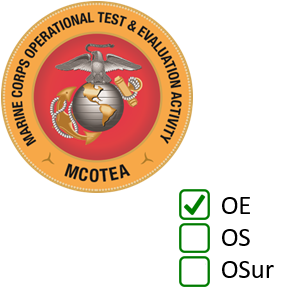 MARINE CORPS OPERATIONAL TEST & EVALUATION ACTIVITY
MCOTEA
OE
OS
OSur